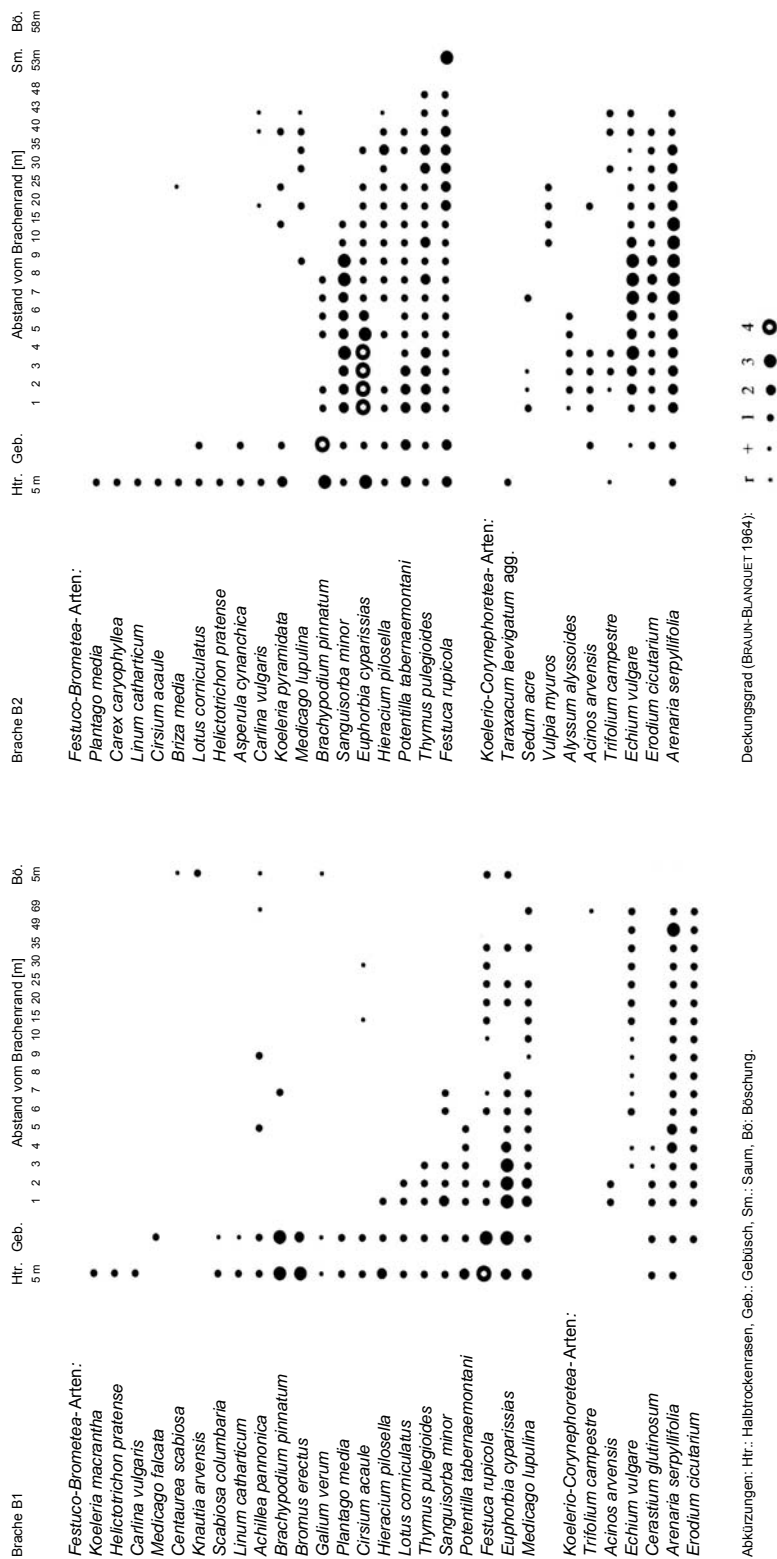 Brache B1
Htr. Geb. Abstand vom Brachenrand [m] Bö.
5 m 1 2 3 4 5 6 7 8 9 10 15 20 25 30 35 49 69 5m
Festuco-Brometea- Arten:
Koeleria macrantha
Helictotrichon pratense
Carlina vulgaris
Medicago falcata
Centaurea scabiosa
Knautia arvensis
Scabiosa columbaria
Linum catharticum
Achillea pannonica
Brachypodium pinnatum
Bromus erectus
Galium verum
Plantago media
Cirsium acaule
Hieracium pilosella
Lotus corniculatus
Thymus pulegioides
Sanguisorba minor
Potentilla tabernaemontani
Festuca rupicola
Euphorbia cyparissias
Medicago lupulina
Koelerio-Corynephoretea- Arten:
Trifolium campestre
Acinos arvensis
Echium vulgare
Cerastium glutinosum
Arenaria serpyllifolia
Erodium cicutarium
Abkürzungen: Htr.: Halbtrockenrasen, Geb.: Gebüsch, Sm.: Saum, Bö: Böschung.
Brache B2
Htr. Geb. Abstand vom Brachenrand [m] Sm. Bö.
5 m 1 2 3 4 5 6 7 8 9 10 15 20 25 30 35 40 43 48 53m 58m
Festuco-Brometea- Arten:
Plantago media
Carex caryophyllea
Linum catharticum
Cirsium acaule
Briza media
Lotus corniculatus
Helictotrichon pratense
Asperula cynanchica
Carlina vulgaris
Koeleria pyramidata
Medicago lupulina
Brachypodium pinnatum
Sanguisorba minor
Euphorbia cyparissias
Hieracium pilosella
Potentilla tabernaemontani
Thymus pulegioides
Festuca rupicola
Koelerio-Corynephoretea- Arten:
Taraxacum laevigatum agg.
Sedum acre
Vulpia myuros
Alyssum alyssoides
Acinos arvensis
Trifolium campestre
Echium vulgare
Erodium cicutarium
Arenaria serpyllifolia
Deckungsgrad (BRAUN-BLANQUET 1964): r + 1 2 3 4